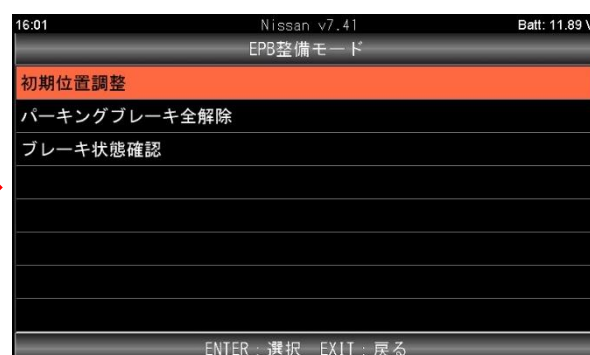 16:01 Nissan v7.41 Batt: 11.89 V
EPB整備モード
初期位置調整
パーキングブレーキ全解除
ブレーキ状態確認
ENTER：選択 EXIT：戻る